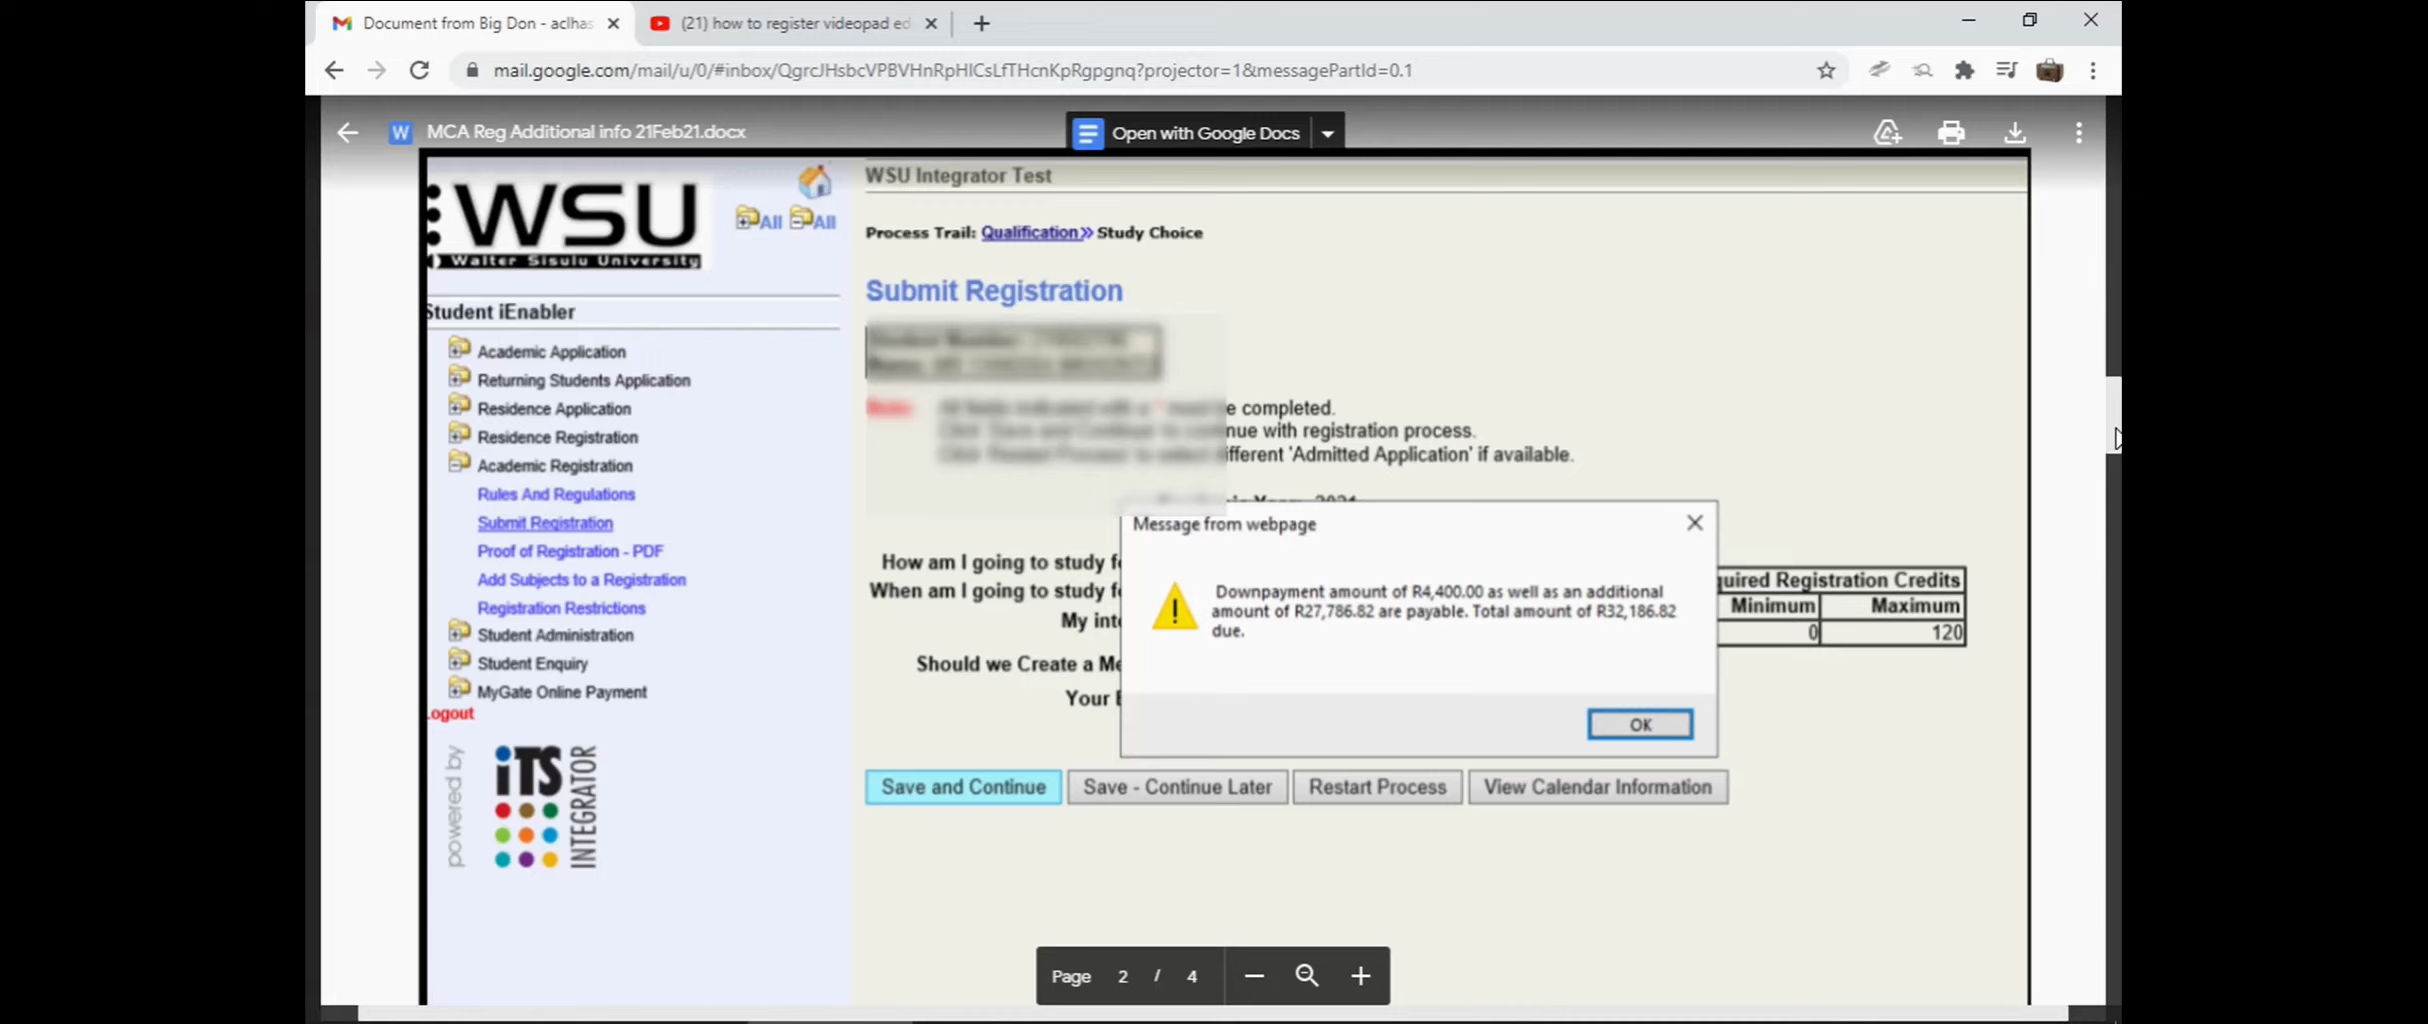 Document from Big Don - aclhas
(21) how to register videopad ed
mail.google.com/mail/u/0/#inbox/QgrcJHsbcVPBVHnRpHlCsLfTHcnKpRgpgnq?projector=1&messagePartId=0.1
W MCA Reg Additional info 21Feb21.docx
Open with Google Docs
WSU
Walter Sisulu University
All All
Student iEnabler
Academic Application
Returning Students Application
Residence Application
Residence Registration
Academic Registration
Rules And Regulations
Submit Registration
Proof of Registration - PDF
Add Subjects to a Registration
Registration Restrictions
Student Administration
Student Enquiry
MyGate Online Payment
Logout
powered by
iTS
INTEGRATOR
WSU Integrator Test
Process Trail: Qualification» Study Choice
Submit Registration
e completed.
nue with registration process.
ifferent 'Admitted Application' if available.
How am I going to study f
When am I going to study f
My int
Should we Create a Me
Your E
Message from webpage
Downpayment amount of R4,400.00 as well as an additional
amount of R27,786.82 are payable. Total amount of R32,186.82
due.
OK
quired Registration Credits
Minimum Maximum
0 120
Save and Continue Save - Continue Later Restart Process View Calendar Information
Page 2 / 4